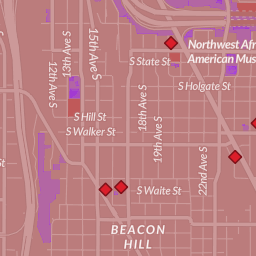 Northwest Afri
American Mus
S State St
S Holgate St
12th Ave S
13th Ave S
15th Ave S
18th Ave S
19th Ave S
22nd Ave S
S Hill St
S Walker St
S Waite St
BEACON
HILL